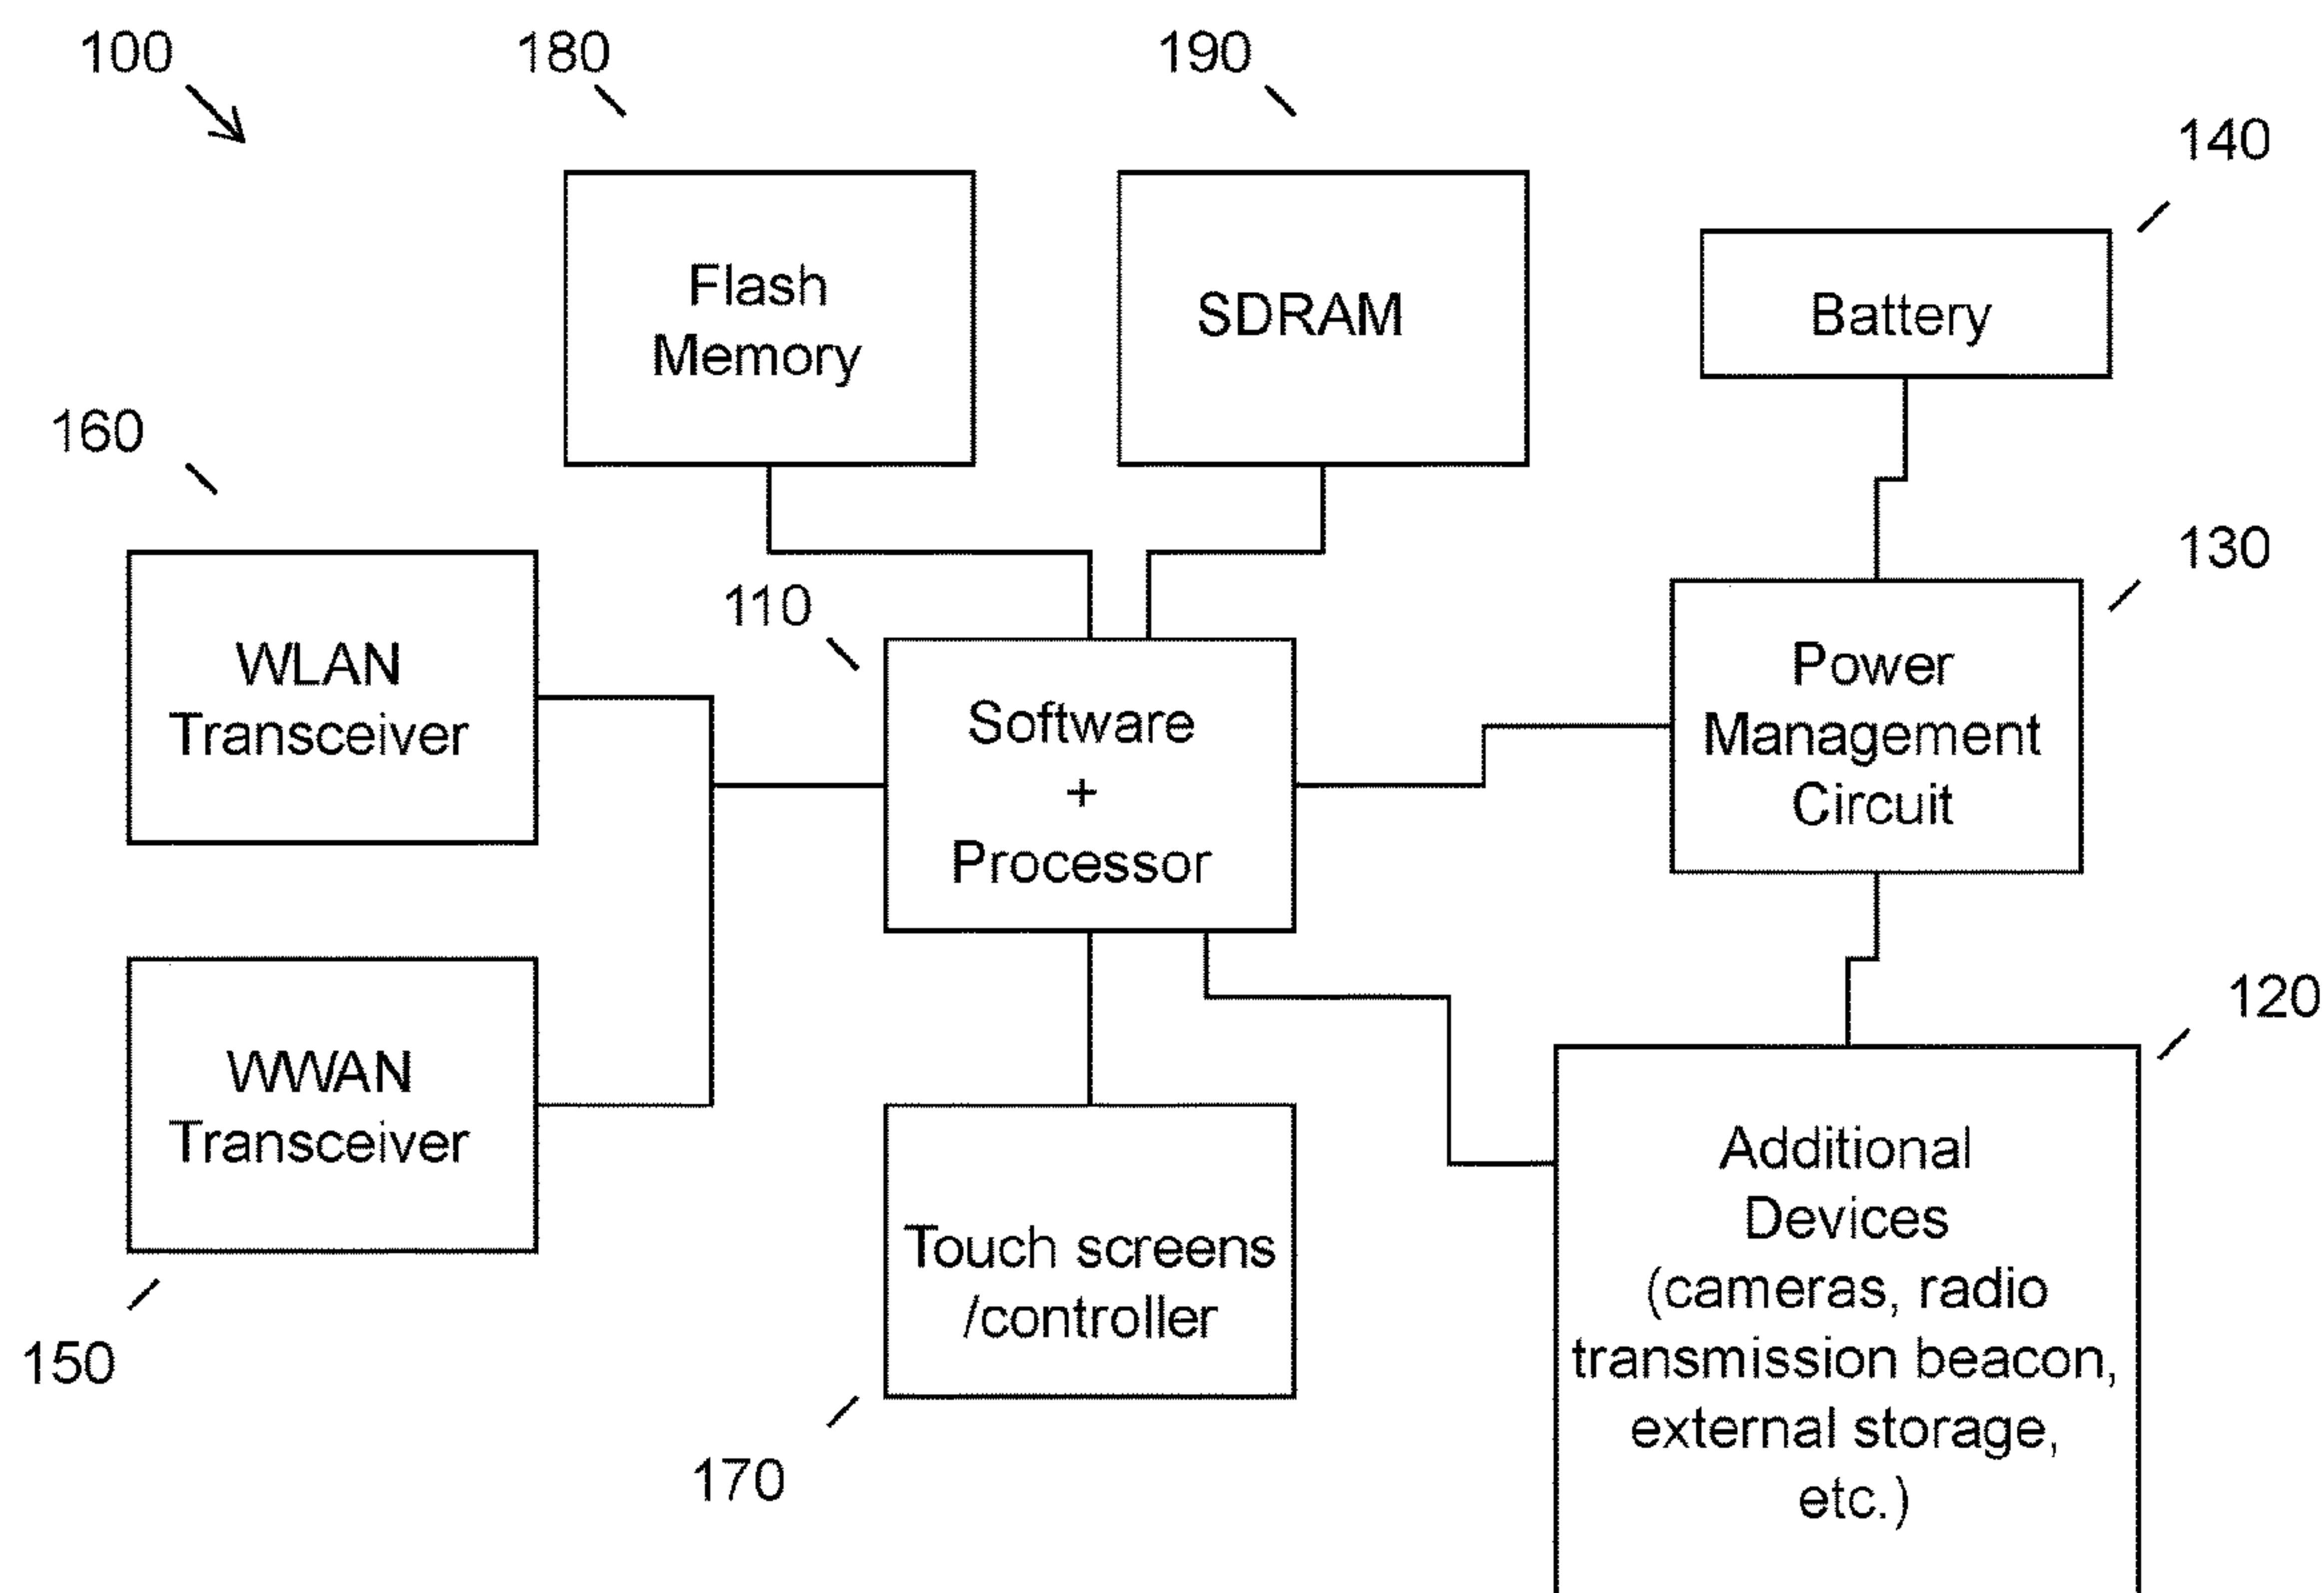 100
180
190
140
Flash
Memory
SDRAM
Battery
160
130
110
WLAN
Transceiver
Software
+
Processor
Power
Management
Circuit
120
WWAN
Transceiver
150
Touch screens
/controller
170
Additional
Devices
(cameras, radio
transmission beacon,
external storage,
etc.)